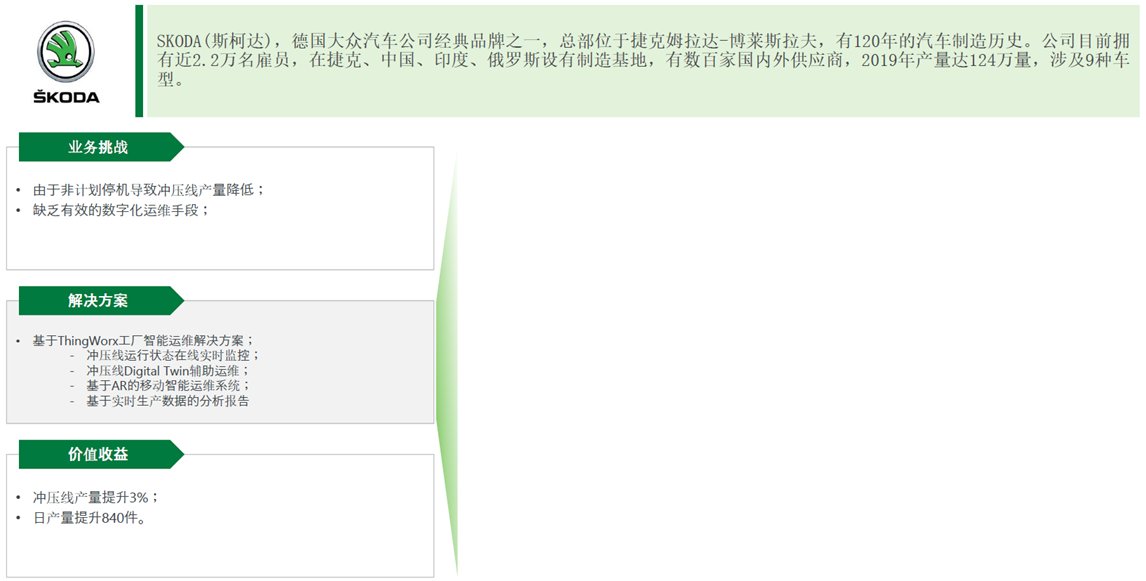 SKODA(斯柯达)，德国大众汽车公司经典品牌之一，总部位于捷克姆拉达-博莱斯拉夫，有120年的汽车制造历史。公司目前拥
有近2.2万名雇员，在捷克、中国、印度、俄罗斯设有制造基地，有数百家国内外供应商，2019年产量达124万量，涉及9种车
型。
ŠKODA
业务挑战
• 由于非计划停机导致冲压线产量降低；
• 缺乏有效的数字化运维手段；
解决方案
• 基于ThingWorx工厂智能运维解决方案；
- 冲压线运行状态在线实时监控；
- 冲压线Digital Twin辅助运维；
- 基于AR的移动智能运维系统；
- 基于实时生产数据的分析报告
价值收益
• 冲压线产量提升3%；
• 日产量提升840件。